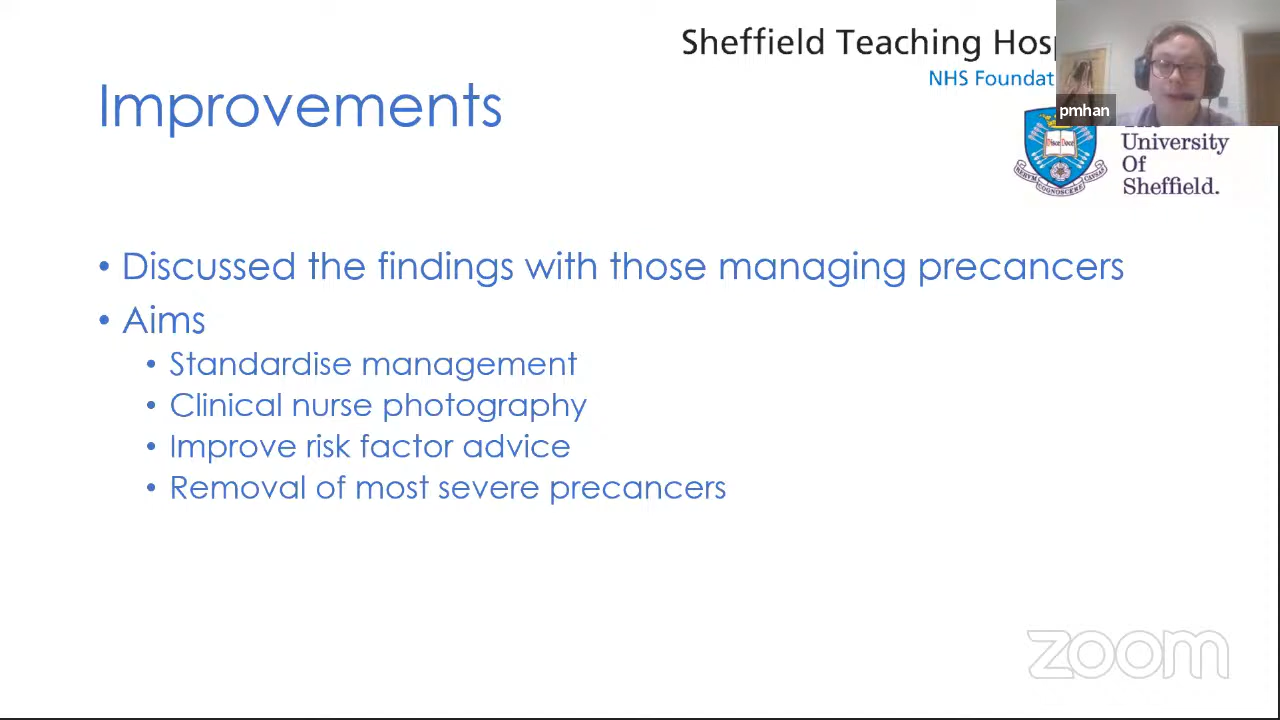 Sheffield Teaching Hosp
NHS Foundat
pmhan
Improvements
University
Of
Sheffield.
• Discussed the findings with those managing precancers
• Aims
• Standardise management
• Clinical nurse photography
• Improve risk factor advice
• Removal of most severe precancers
zoom